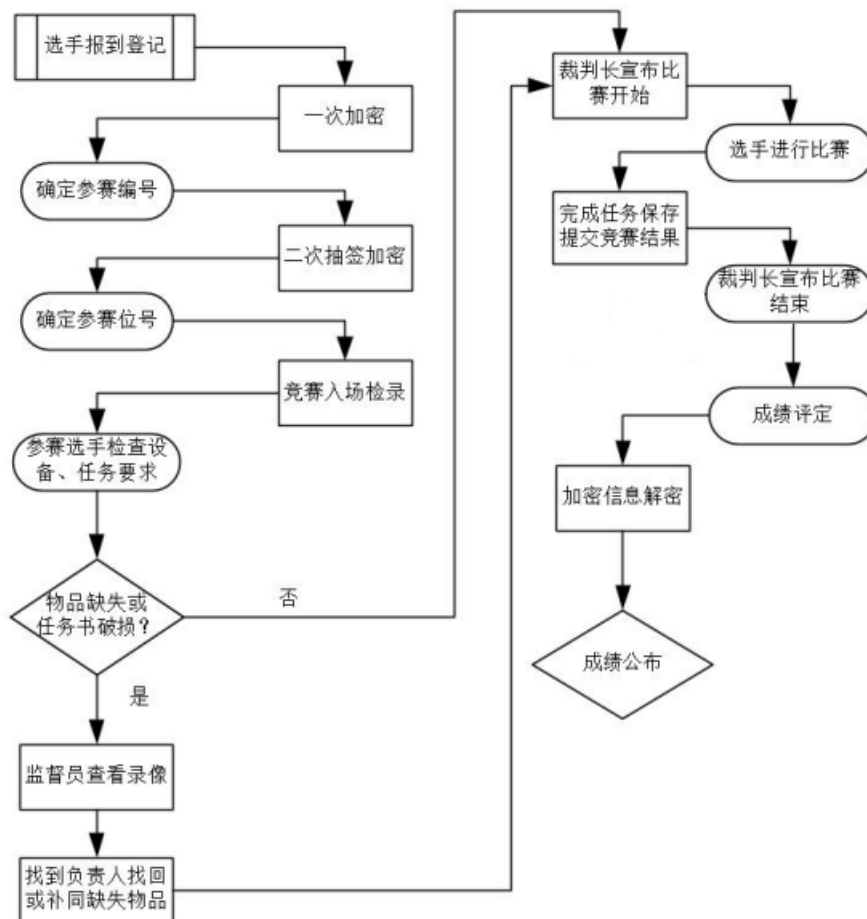 选手报到登记
一次加密
确定参赛编号
二次抽签加密
确定参赛位号
竞赛入场检录
参赛选手检查设
备、任务要求
物品缺失或
任务书破损？
否
是
监督员查看录像
找到负责人找回
或补同缺失物品
裁判长宣布比
赛开始
选手进行比赛
完成任务保存
提交竞赛结果
裁判长宣布比赛
结束
成绩评定
加密信息解密
成绩公布